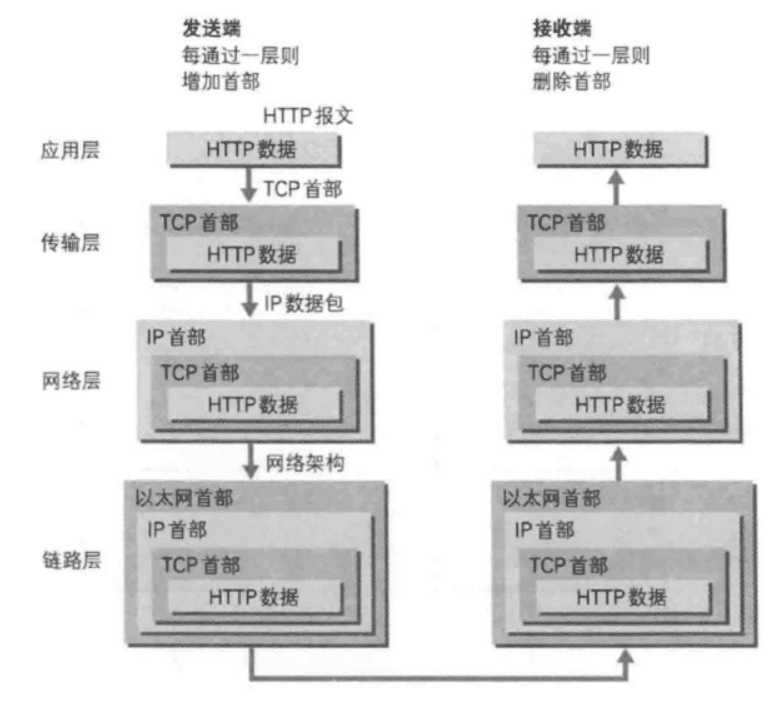 发送端
每通过一层则
增加首部
接收端
每通过一层则
删除首部
HTTP 报文
应用层
HTTP 数据
HTTP 数据
TCP 首部
传输层
TCP 首部
HTTP 数据
TCP 首部
HTTP 数据
IP 数据包
网络层
IP 首部
TCP 首部
HTTP 数据
IP 首部
TCP 首部
HTTP 数据
网络架构
链路层
以太网首部
IP 首部
TCP 首部
HTTP 数据
以太网首部
IP 首部
TCP 首部
HTTP 数据